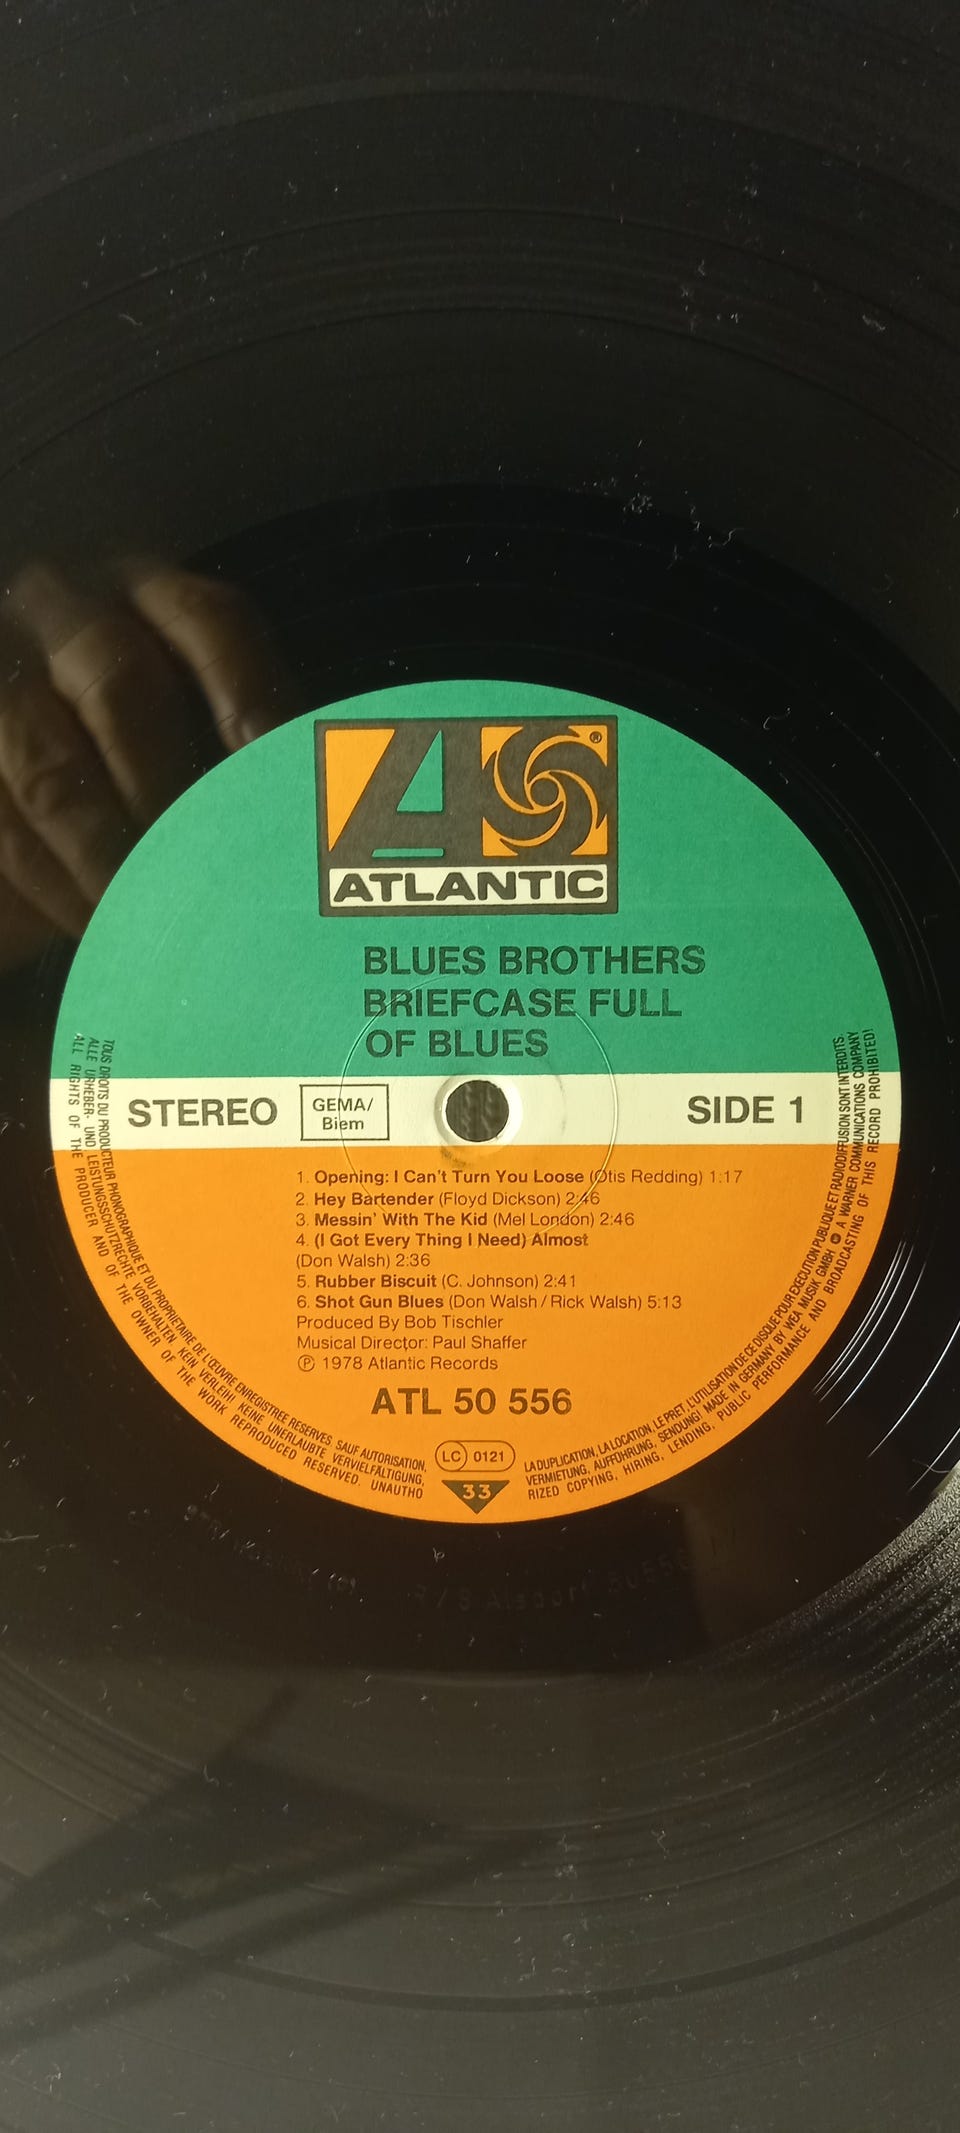 ®
ATLANTIC
BLUES BROTHERS
BRIEFCASE FULL
OF BLUES
STEREO
GEMA/
Biem
SIDE 1
1. Opening: I Can't Turn You Loose (Otis Redding) 1:17
2. Hey Bartender (Floyd Dickson) 2:46
3. Messin' With The Kid (Mel London) 2:46
4. (I Got Every Thing I Need) Almost
(Don Walsh) 2:36
5. Rubber Biscuit (C. Johnson) 2:41
6. Shot Gun Blues (Don Walsh / Rick Walsh) 5:13
Produced By Bob Tischler
Musical Director: Paul Shaffer
℗ 1978 Atlantic Records
ATL 50 556
LC 0121
33
TOUS DROITS DU PRODUCTEUR PHONOGRAPHIQUE ET DU PROPRIETAIRE DE L'ŒUVRE ENREGISTREE RESERVES. SAUF AUTORISATION, LA DUPLICATION, LA LOCATION, LE PRET, L'UTILISATION DE CE DISQUE POUR EXECUTION PUBLIQUE ET RADIODIFFUSION SONT INTERDITS.
ALLE URHEBER- UND LEISTUNGSSCHUTZRECHTE VORBEHALTEN. KEIN VERLEIH! KEINE UNERLAUBTE VERVIELFÄLTIGUNG, VERMIETUNG, AUFFÜHRUNG, SENDUNG! MADE IN GERMANY BY WEA MUSIK GMBH A WARNER COMMUNICATIONS COMPANY
ALL RIGHTS OF THE PRODUCER AND OF THE OWNER OF THE WORK REPRODUCED RESERVED. UNAUTHORIZED COPYING, HIRING, LENDING, PUBLIC PERFORMANCE AND BROADCASTING OF THIS RECORD PROHIBITED!
R/S Alsdorf